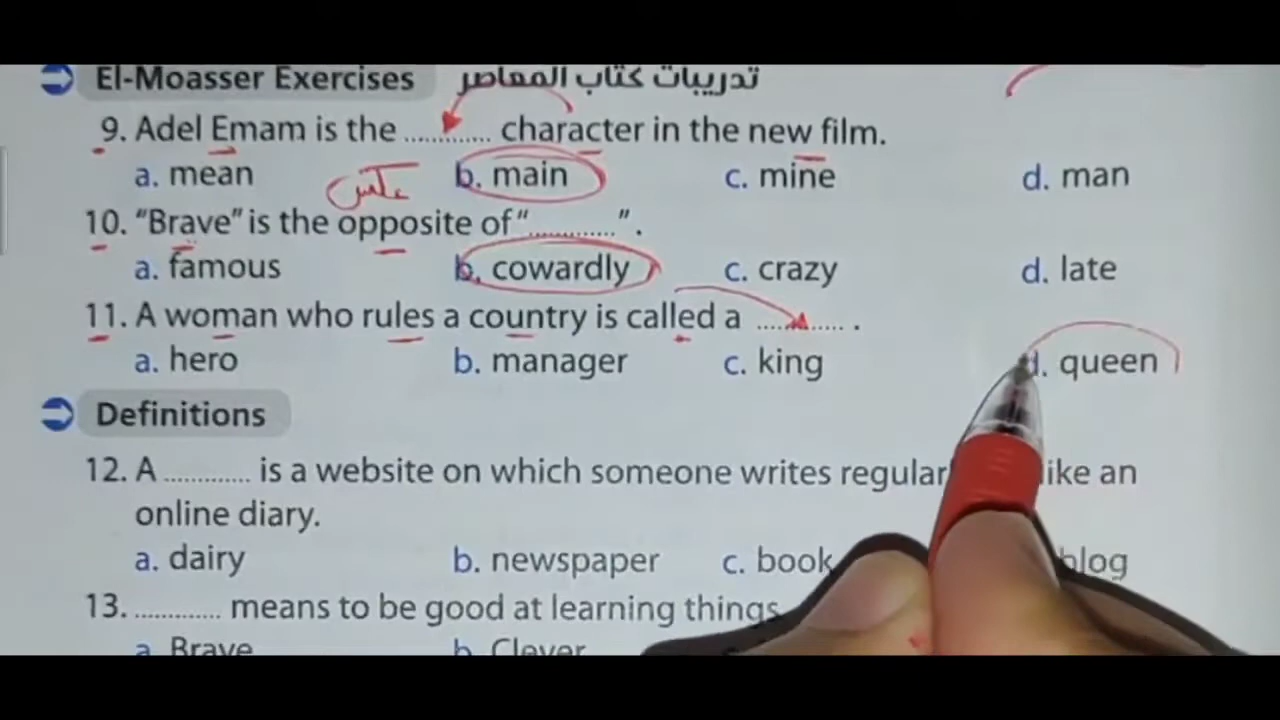 El-Moasser Exercises تدريبات كتاب المعاصر
9. Adel Emam is the ............ character in the new film.
a. mean b. main c. mine d. man
عكس
10. “Brave” is the opposite of “............”.
a. famous b. cowardly c. crazy d. late
11. A woman who rules a country is called a ............ .
a. hero b. manager c. king d. queen
Definitions
12. A ............ is a website on which someone writes like an
online diary.
a. dairy b. newspaper c. book blog
13. ............ means to be good at learning things
a. Brave b. Clever